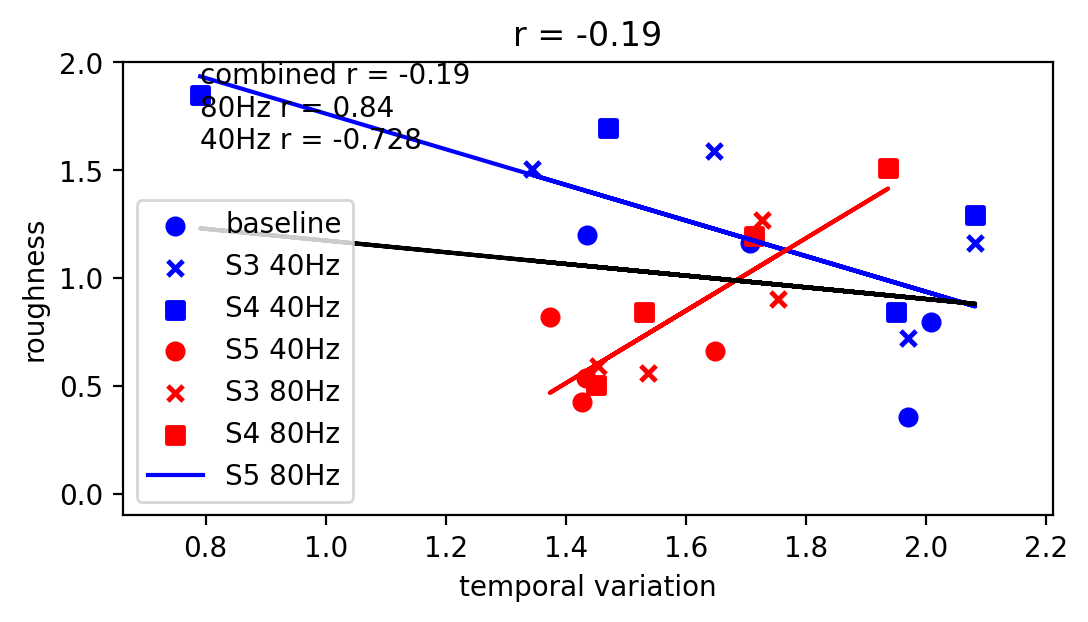 r = -0.19
combined r = -0.19
80Hz r = 0.84
40Hz r = -0.728
2.0
1.5
1.0
0.5
0.0
roughness
baseline
S3 40Hz
S4 40Hz
S5 40Hz
S3 80Hz
S4 80Hz
S5 80Hz
0.8 1.0 1.2 1.4 1.6 1.8 2.0 2.2
temporal variation